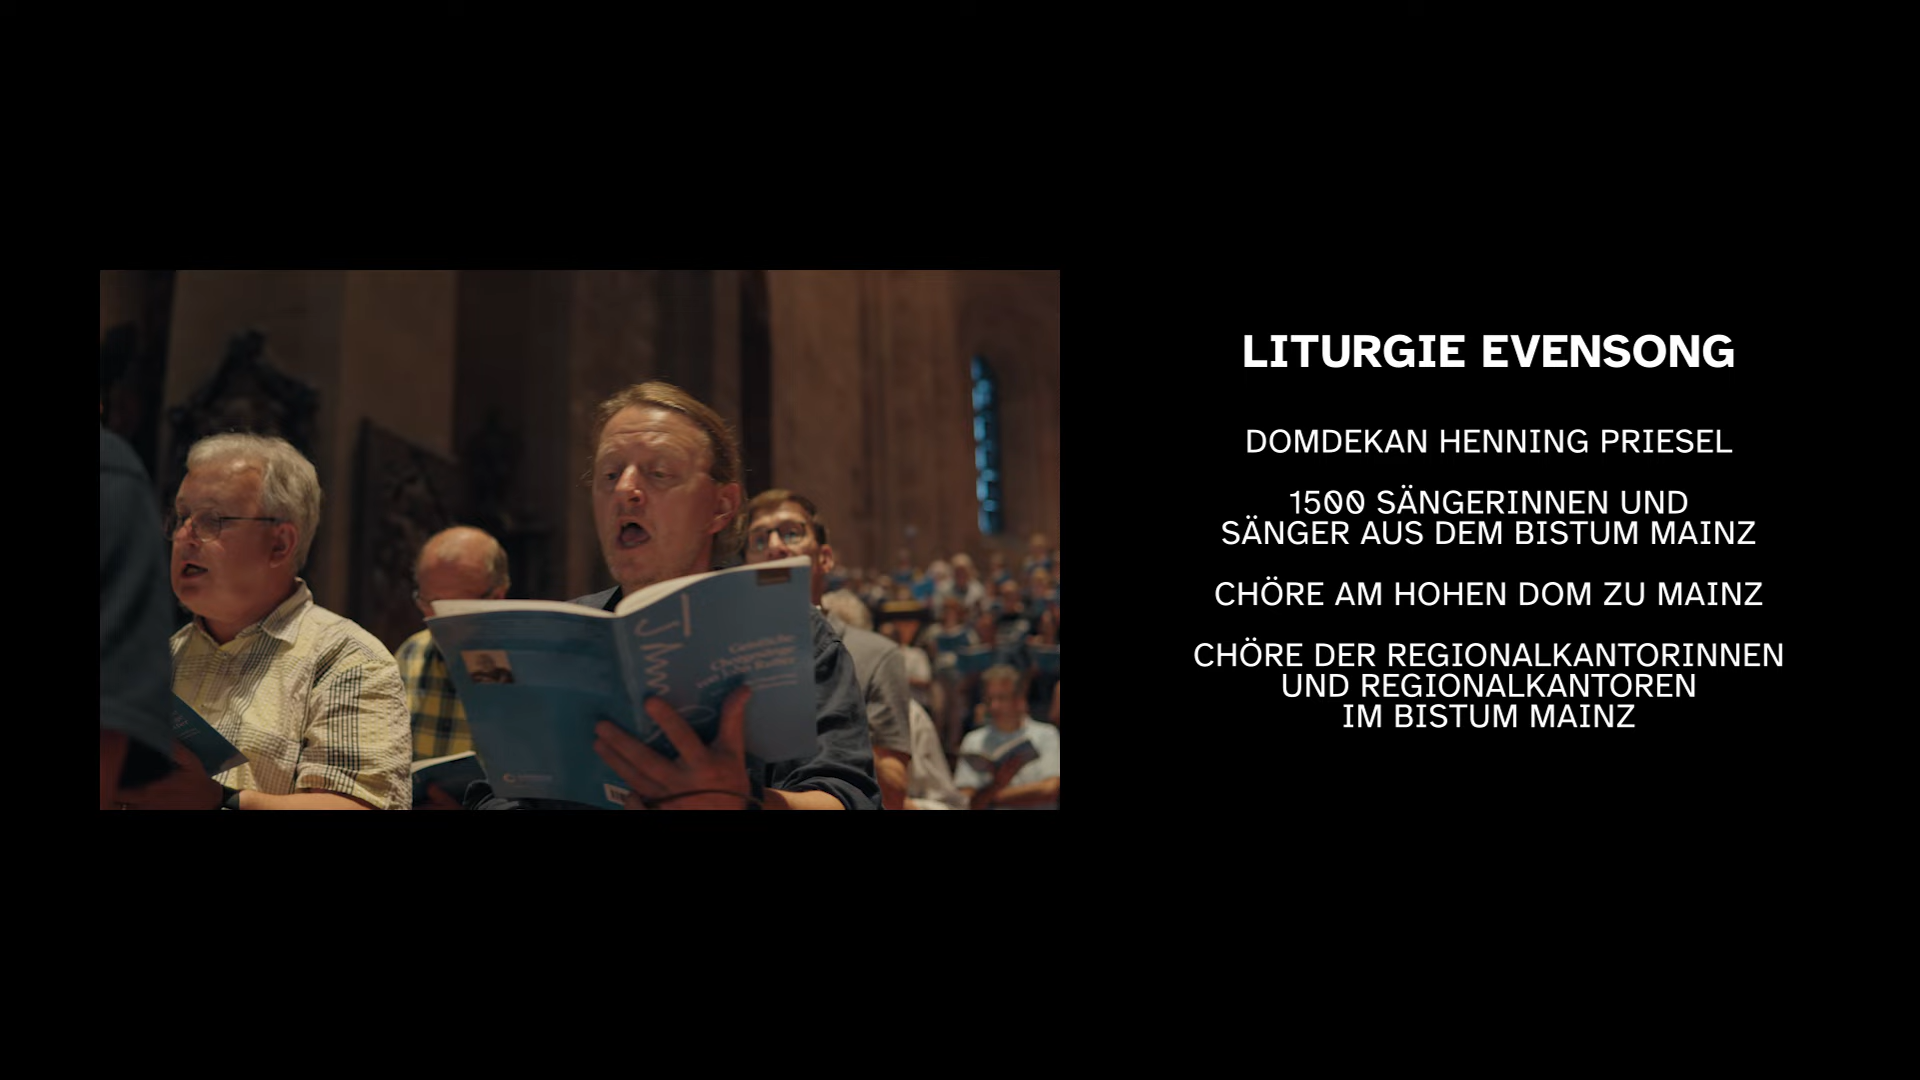 LITURGIE EVENSONG
DOMDEKAN HENNING PRIESEL
1500 SÄNGERINNEN UND
SÄNGER AUS DEM BISTUM MAINZ
CHÖRE AM HOHEN DOM ZU MAINZ
CHÖRE DER REGIONALKANTORINNEN
UND REGIONALKANTOREN
IM BISTUM MAINZ